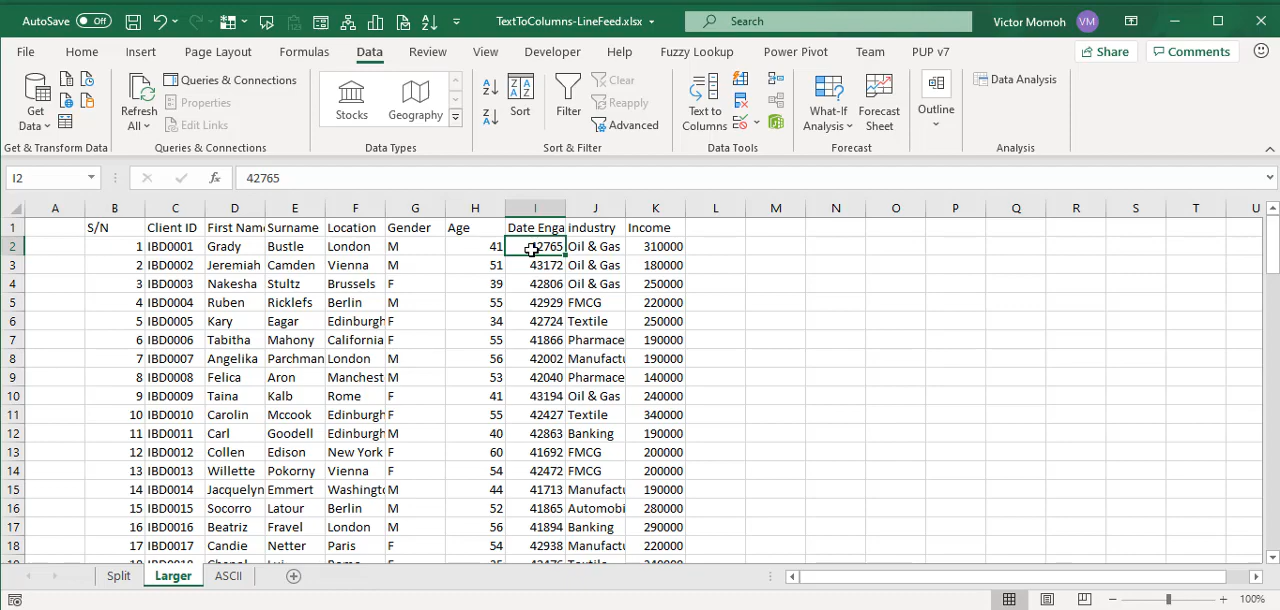 AutoSave Off TextToColumns-LineFeed.xlsx Search Victor Momoh VM
File Home Insert Page Layout Formulas Data Review View Developer Help Fuzzy Lookup Power Pivot Team PUP v7 Share Comments
Get Data Refresh All Queries & Connections Properties Edit Links Stocks Geography Sort Filter Clear Reapply Advanced Text to Columns What-If Analysis Forecast Sheet Outline Data Analysis
Get & Transform Data Queries & Connections Data Types Sort & Filter Data Tools Forecast Analysis
I2 fx 42765
A B C D E F G H I J K L M N O P Q R S T U
1 S/N Client ID First Name Surname Location Gender Age Date Enga industry Income
2 1 IBD0001 Grady Bustle London M 41 42765 Oil & Gas 310000
3 2 IBD0002 Jeremiah Camden Vienna M 51 43172 Oil & Gas 180000
4 3 IBD0003 Nakesha Stultz Brussels F 39 42806 Oil & Gas 250000
5 4 IBD0004 Ruben Ricklefs Berlin M 55 42929 FMCG 220000
6 5 IBD0005 Kary Eagar Edinburgh F 34 42724 Textile 250000
7 6 IBD0006 Tabitha Mahony California F 55 41866 Pharmace 190000
8 7 IBD0007 Angelika Parchman London M 56 42002 Manufactu 190000
9 8 IBD0008 Felica Aron Manchest M 53 42040 Pharmace 140000
10 9 IBD0009 Taina Kalb Rome F 41 43194 Oil & Gas 240000
11 10 IBD0010 Carolin Mccook Edinburgh F 55 42427 Textile 340000
12 11 IBD0011 Carl Goodell Edinburgh M 40 42863 Banking 190000
13 12 IBD0012 Collen Edison New York F 60 41692 FMCG 200000
14 13 IBD0013 Willette Pokorny Vienna F 54 42472 FMCG 200000
15 14 IBD0014 Jacquelyn Emmert Washingto M 44 41713 Manufactu 190000
16 15 IBD0015 Socorro Latour Berlin M 52 41865 Automobi 280000
17 16 IBD0016 Beatriz Fravel London M 56 41894 Banking 290000
18 17 IBD0017 Candie Netter Paris F 54 42938 Manufactu 220000
Split Larger ASCII
100%